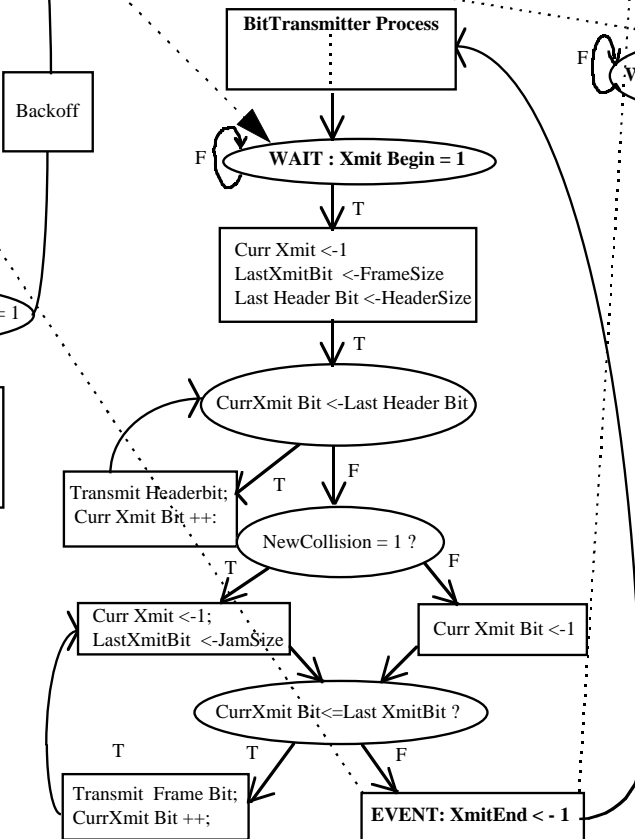 BitTransmitter Process
F
W
Backoff
F
WAIT : Xmit Begin = 1
T
Curr Xmit <-1
LastXmitBit <-FrameSize
Last Header Bit <-HeaderSize
= 1
T
CurrXmit Bit <-Last Header Bit
F
T
Transmit Headerbit;
Curr Xmit Bit ++:
NewCollision = 1 ?
T
F
Curr Xmit <-1;
LastXmitBit <-JamSize
Curr Xmit Bit <-1
CurrXmit Bit<=Last XmitBit ?
T
T
F
Transmit Frame Bit;
CurrXmit Bit ++;
EVENT: XmitEnd < - 1